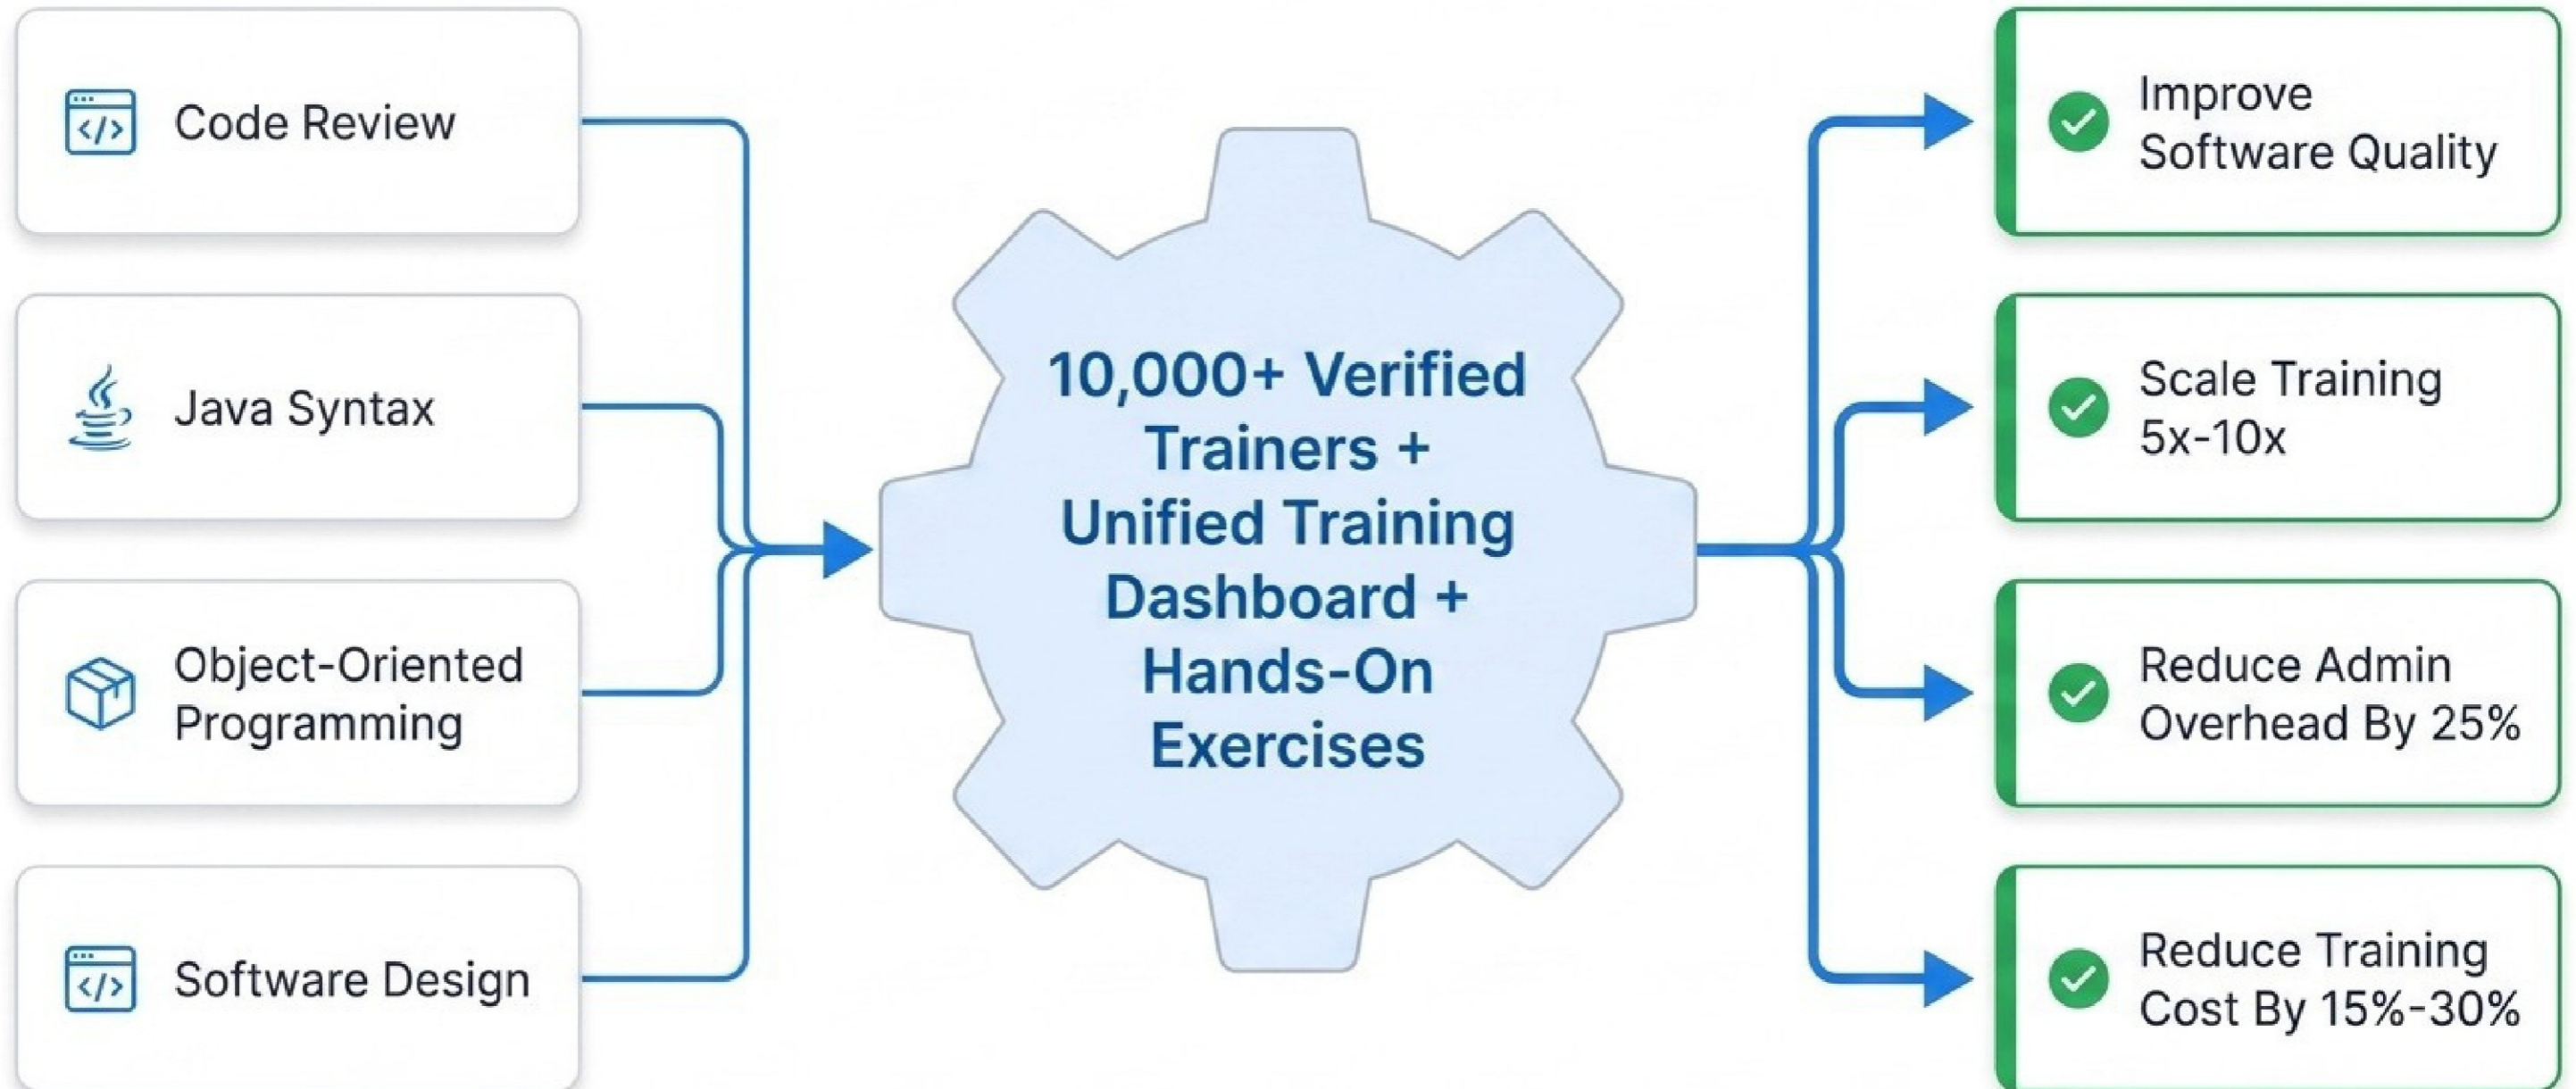 Code Review
Java Syntax
Object-Oriented
Programming
Software Design
10,000+ Verified
Trainers +
Unified Training
Dashboard +
Hands-On
Exercises
Improve
Software Quality
Scale Training
5x-10x
Reduce Admin
Overhead By 25%
Reduce Training
Cost By 15%-30%